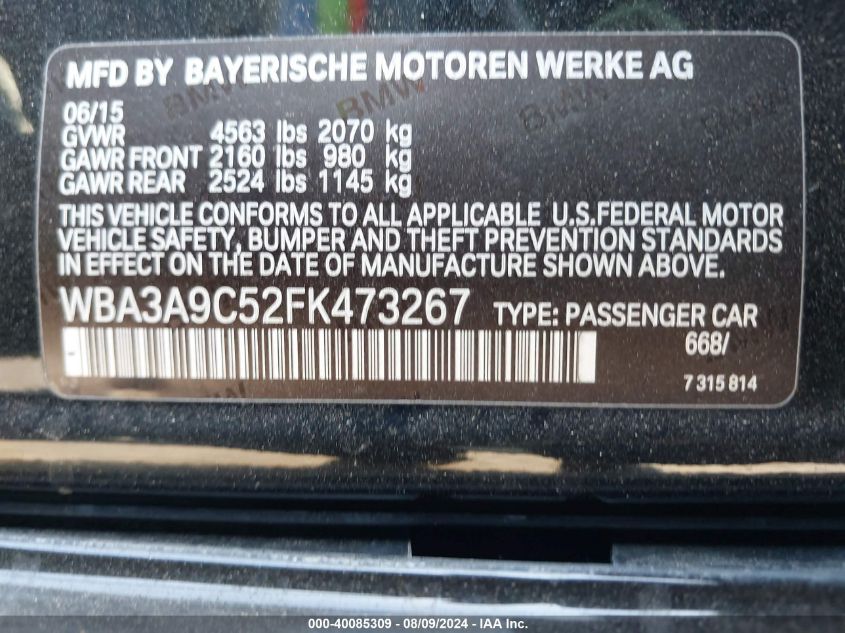 MFD BY BAYERISCHE MOTOREN WERKE AG
06/15
GVWR 4563 lbs 2070 kg
GAWR FRONT 2160 lbs 980 kg
GAWR REAR 2524 lbs 1145 kg
THIS VEHICLE CONFORMS TO ALL APPLICABLE U.S.FEDERAL MOTOR
VEHICLE SAFETY, BUMPER AND THEFT PREVENTION STANDARDS
IN EFFECT ON THE DATE OF MANUFACTURE SHOWN ABOVE.
WBA3A9C52FK473267 TYPE: PASSENGER CAR
668/
7 315 814
000-40085309 - 08/09/2024 - IAA Inc.